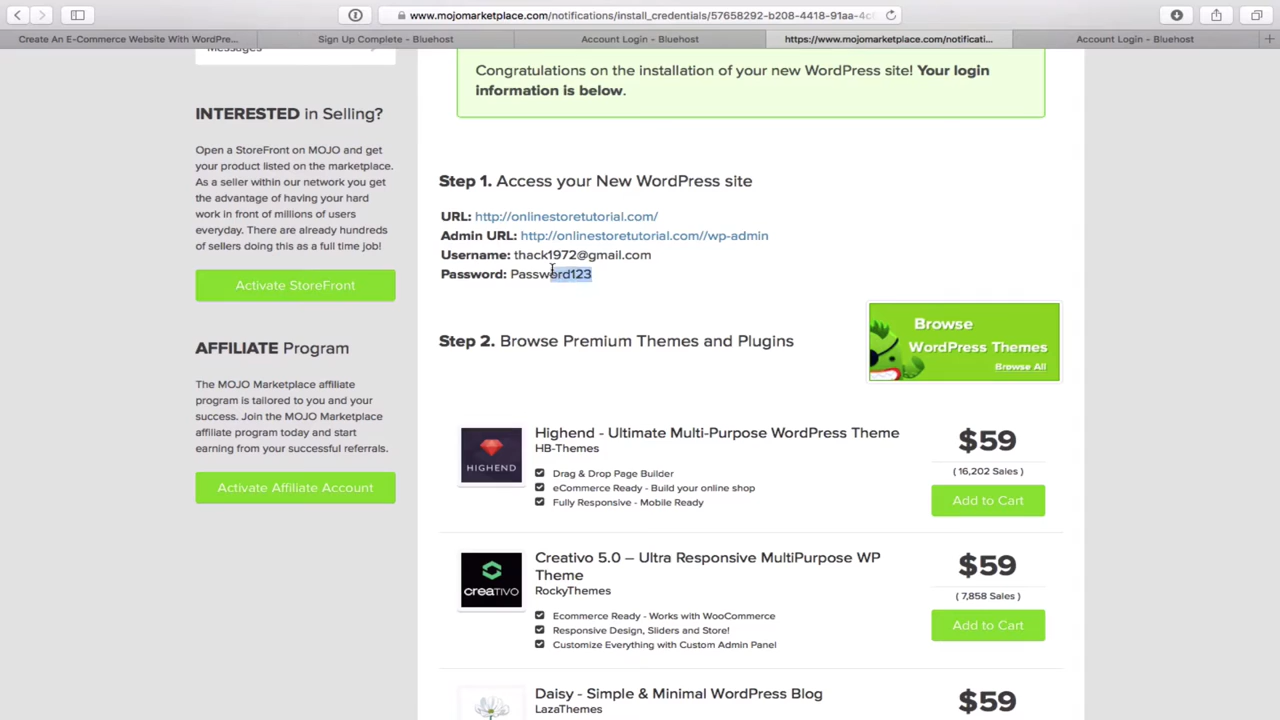 www.mojomarketplace.com/notifications/install_credentials/57658292-b208-4418-91aa-4c
Create An E-Commerce Website With WordPre...
Sign Up Complete - Bluehost
Account Login - Bluehost
https://www.mojomarketplace.com/notificati...
Account Login - Bluehost
Messages
INTERESTED in Selling?
Open a StoreFront on MOJO and get
your product listed on the marketplace.
As a seller within our network you get
the advantage of having your hard
work in front of millions of users
everyday. There are already hundreds
of sellers doing this as a full time job!
Activate StoreFront
AFFILIATE Program
The MOJO Marketplace affiliate
program is tailored to you and your
success. Join the MOJO Marketplace
affiliate program today and start
earning from your successful referrals.
Activate Affiliate Account
Congratulations on the installation of your new WordPress site! Your login
information is below.
Step 1. Access your New WordPress site
URL: http://onlinestoretutorial.com/
Admin URL: http://onlinestoretutorial.com//wp-admin
Username: thack1972@gmail.com
Password: Password123
Step 2. Browse Premium Themes and Plugins
Browse
WordPress Themes
Browse All
HIGHEND
Highend - Ultimate Multi-Purpose WordPress Theme
HB-Themes
Drag & Drop Page Builder
eCommerce Ready - Build your online shop
Fully Responsive - Mobile Ready
$59
( 16,202 Sales )
Add to Cart
creativo
Creativo 5.0 – Ultra Responsive MultiPurpose WP
Theme
RockyThemes
Ecommerce Ready - Works with WooCommerce
Responsive Design, Sliders and Store!
Customize Everything with Custom Admin Panel
$59
( 7,858 Sales )
Add to Cart
Daisy - Simple & Minimal WordPress Blog
LazaThemes
$59